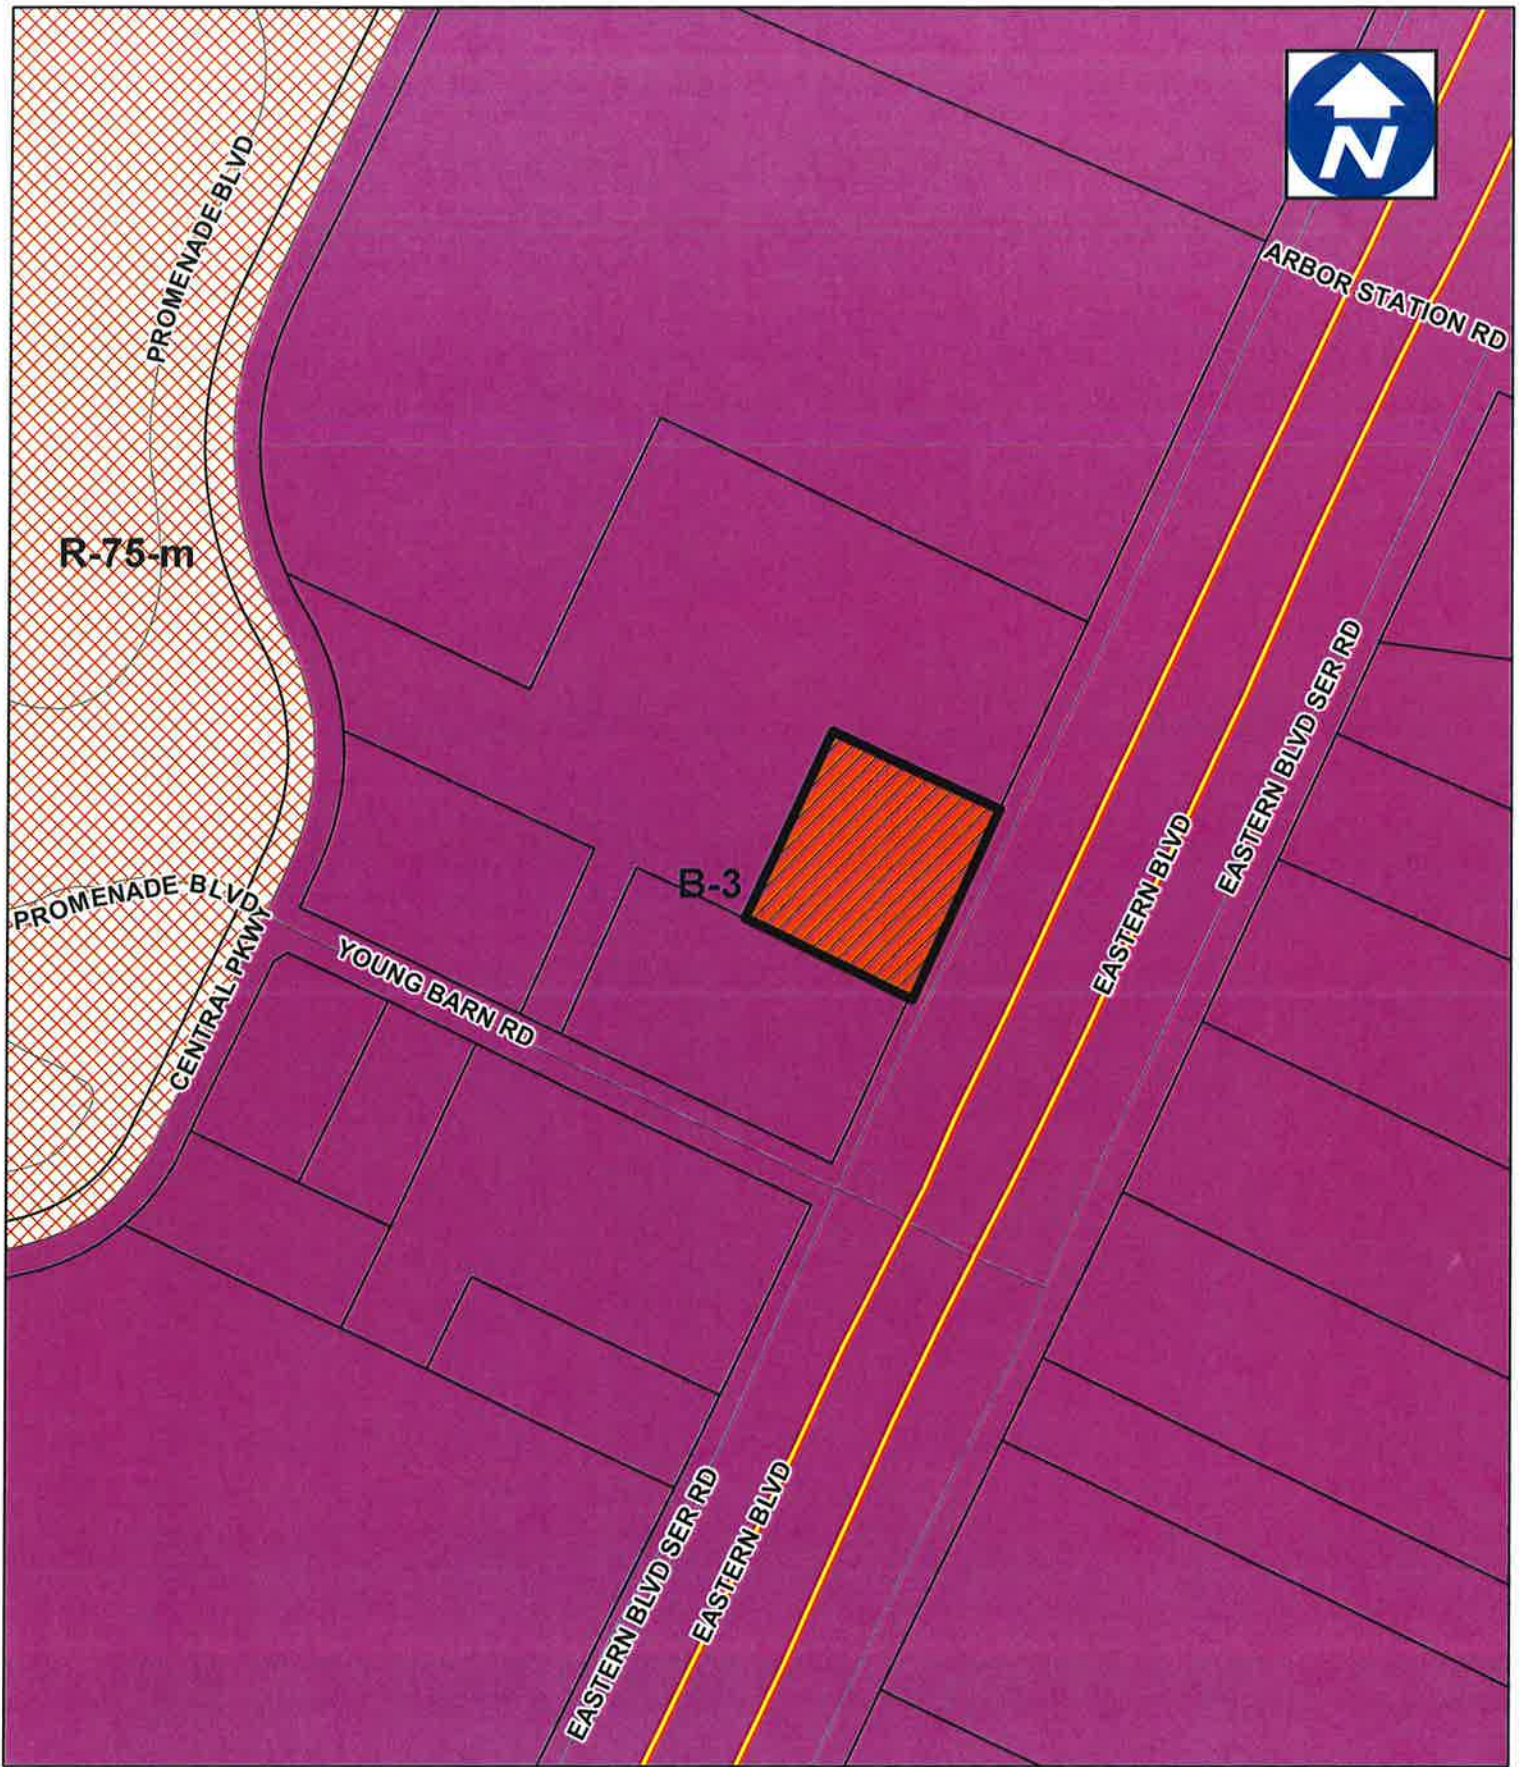 N
PROMENADE BLVD
ARBOR STATION RD
R-75-m
EASTERN BLVD SER RD
B-3
EASTERN BLVD
PROMENADE BLVD
CENTRAL PKWY
YOUNG BARN RD
EASTERN BLVD SER RD
EASTERN BLVD